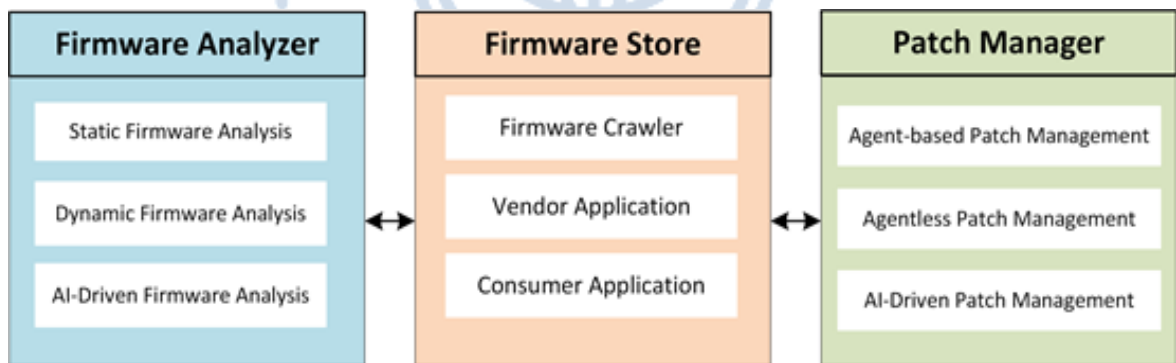 Firmware Analyzer
Static Firmware Analysis
Dynamic Firmware Analysis
AI-Driven Firmware Analysis
Firmware Store
Firmware Crawler
Vendor Application
Consumer Application
Patch Manager
Agent-based Patch Management
Agentless Patch Management
AI-Driven Patch Management